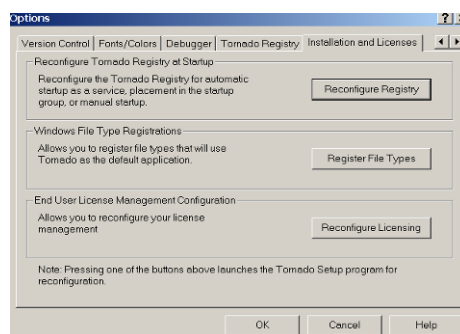 Options
Version Control Fonts/Colors Debugger Tornado Registry Installation and Licenses
Reconfigure Tornado Registry at Startup
Reconfigure the Tornado Registry for automatic
startup as a service, placement in the startup
group, or manual startup.
Reconfigure Registry
Windows File Type Registrations
Allows you to register file types that will use
Tornado as the default application.
Register File Types
End User License Management Configuration
Allows you to reconfigure your license
management
Reconfigure Licensing
Note: Pressing one of the buttons above launches the Tornado Setup program for
reconfiguration.
OK Cancel Help